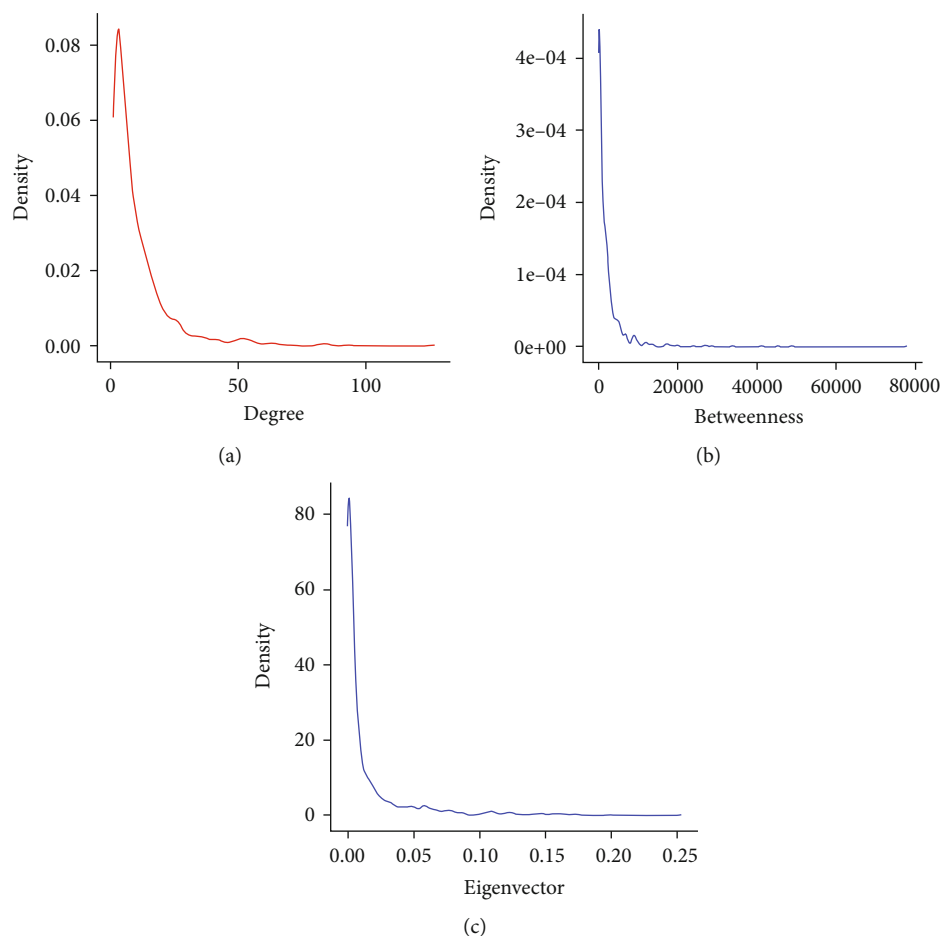 0.08
0.06
0.04
0.02
0.00
Density
0 50 100
Degree
(a)
4e–04
3e–04
2e–04
1e–04
0e+00
Density
0 20000 40000 60000 80000
Betweenness
(b)
80
60
40
20
0
Density
0.00 0.05 0.10 0.15 0.20 0.25
Eigenvector
(c)